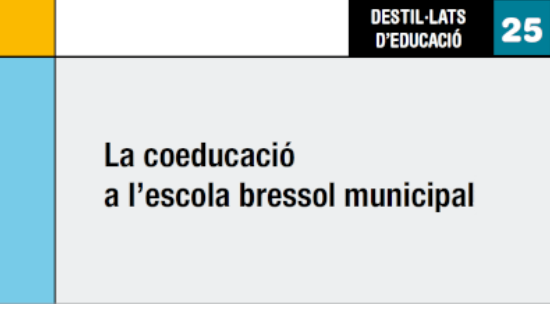 DESTIL·LATS
D'EDUCACIÓ
25
La coeducació
a l'escola bressol municipal